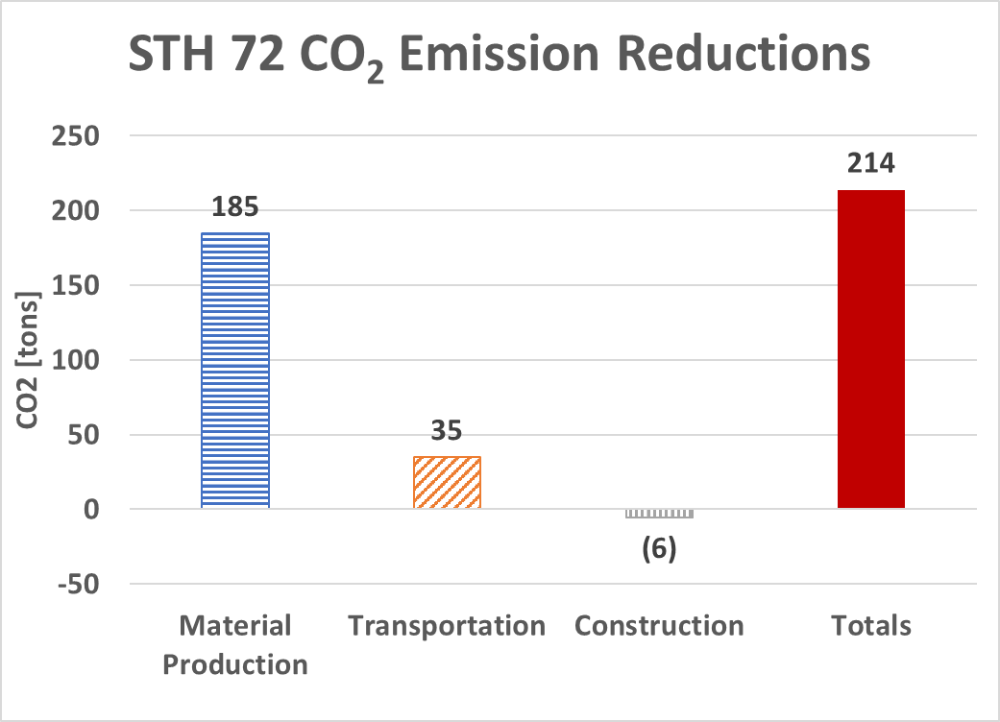 STH 72 CO₂ Emission Reductions
250
200
150
100
50
0
-50
CO2 [tons]
185
35
(6)
214
Material
Production
Transportation
Construction
Totals